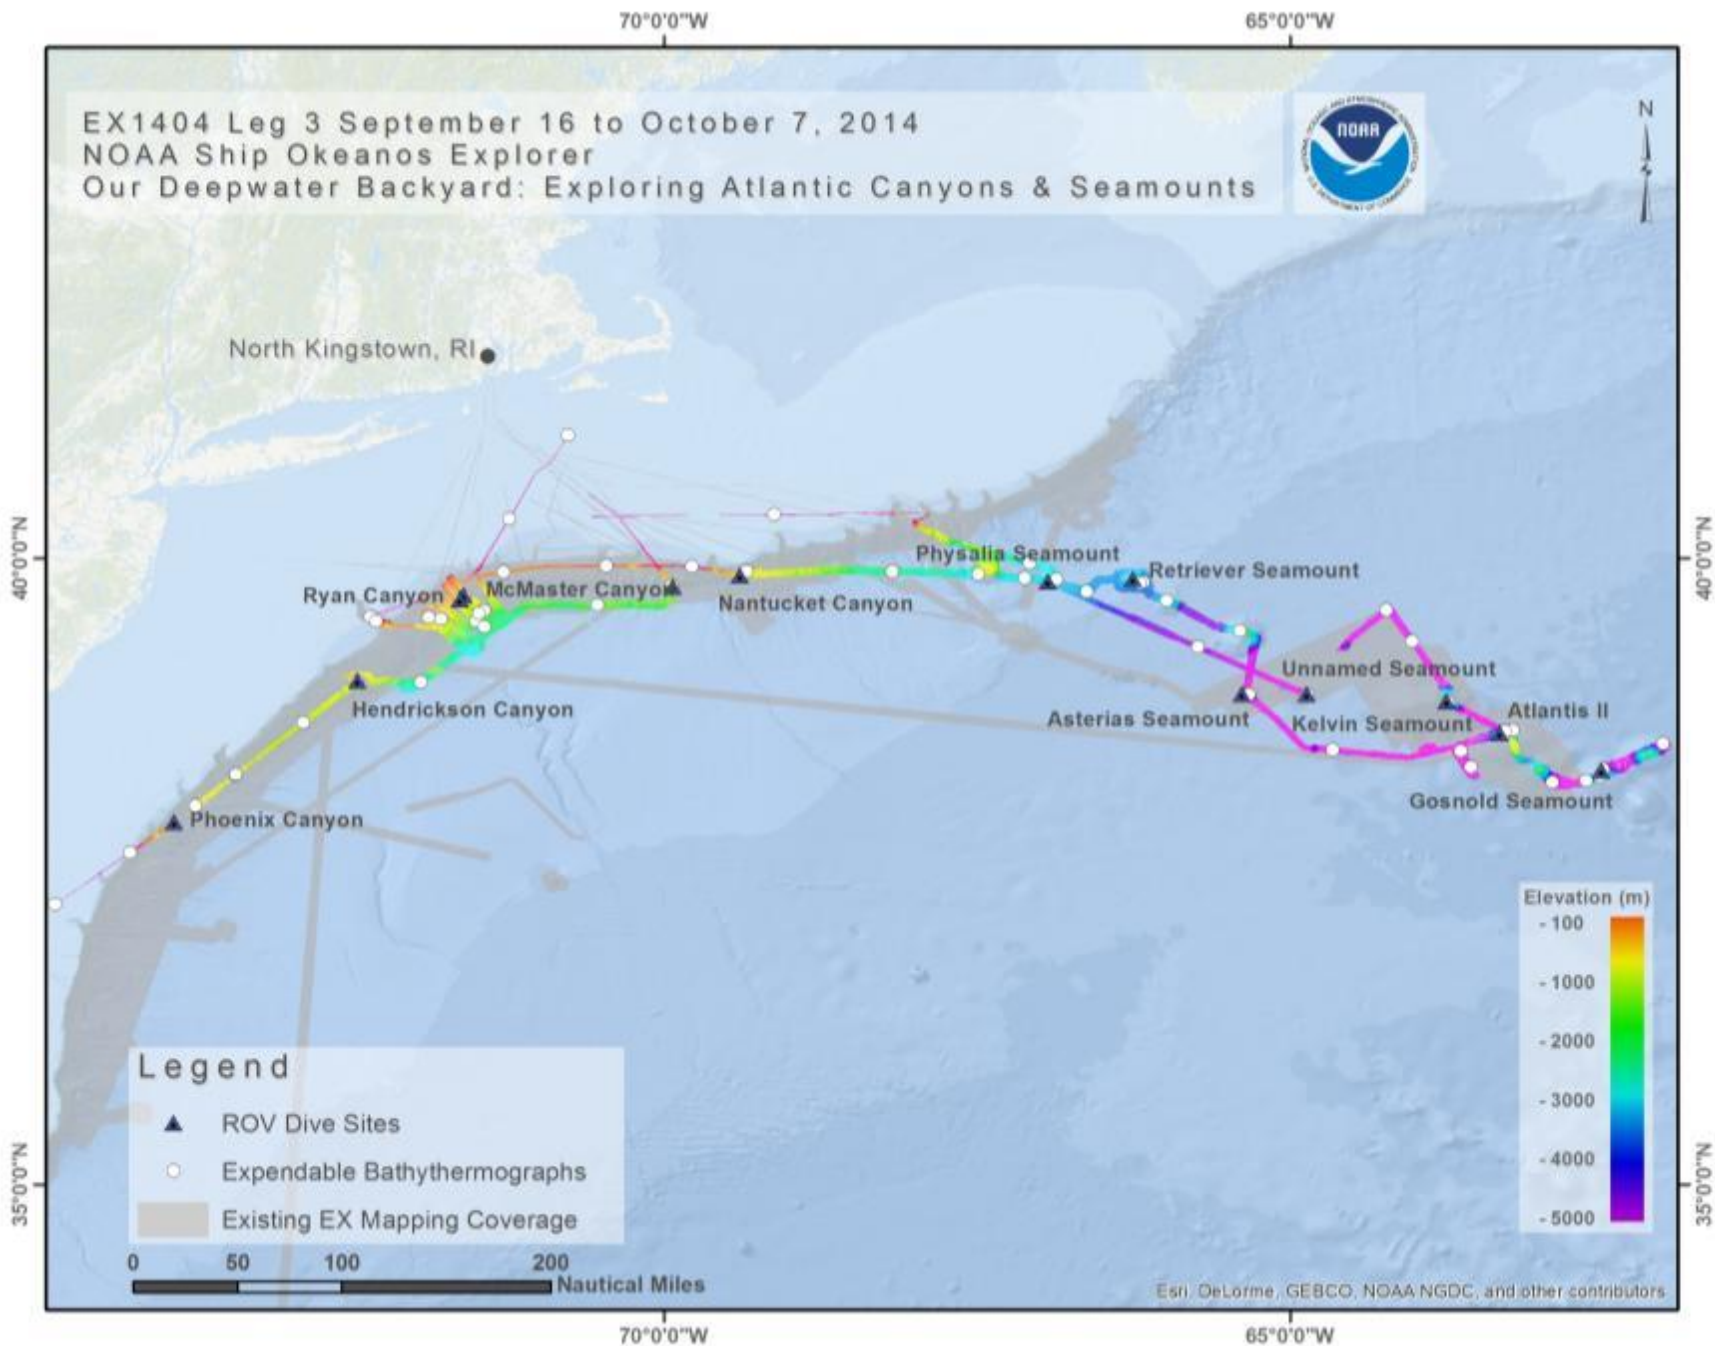 70°0'0"W
65°0'0"W
EX1404 Leg 3 September 16 to October 7, 2014
NOAA Ship Okeanos Explorer
Our Deepwater Backyard: Exploring Atlantic Canyons & Seamounts
NOAA
N
North Kingstown, RI
40°0'0"N
40°0'0"N
Physalia Seamount
Retriever Seamount
Ryan Canyon
McMaster Canyon
Nantucket Canyon
Unnamed Seamount
Hendrickson Canyon
Asterias Seamount
Kelvin Seamount
Atlantis II
Gosnold Seamount
Phoenix Canyon
Elevation (m)
- 100
- 1000
- 2000
- 3000
- 4000
- 5000
Legend
ROV Dive Sites
Expendable Bathythermographs
Existing EX Mapping Coverage
0 50 100 200
Nautical Miles
35°0'0"N
35°0'0"N
Esri, DeLorme, GEBCO, NOAA NGDC, and other contributors
70°0'0"W
65°0'0"W